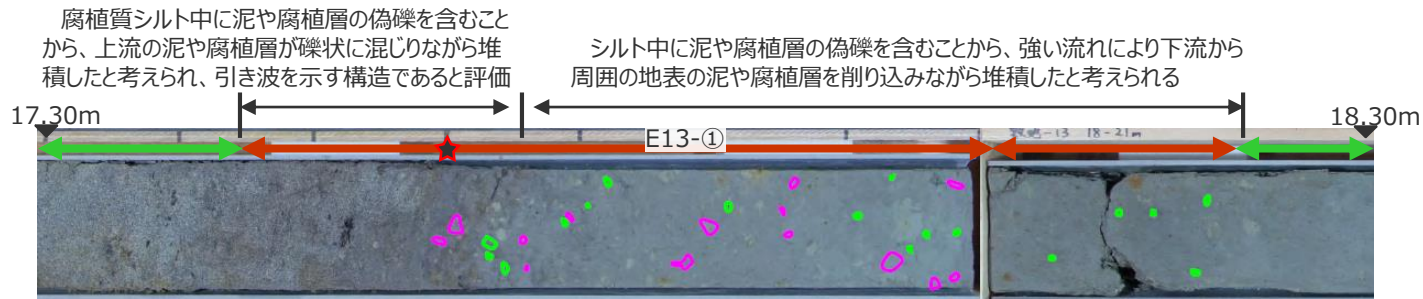 腐植質シルト中に泥や腐植層の偽礫を含むこと
から、上流の泥や腐植層が礫状に混じりながら堆
積したと考えられ、引き波を示す構造であると評価
シルト中に泥や腐植層の偽礫を含むことから、強い流れにより下流から
周囲の地表の泥や腐植層を削り込みながら堆積したと考えられる
17.30m
18.30m
E13-①
-13 18-21m